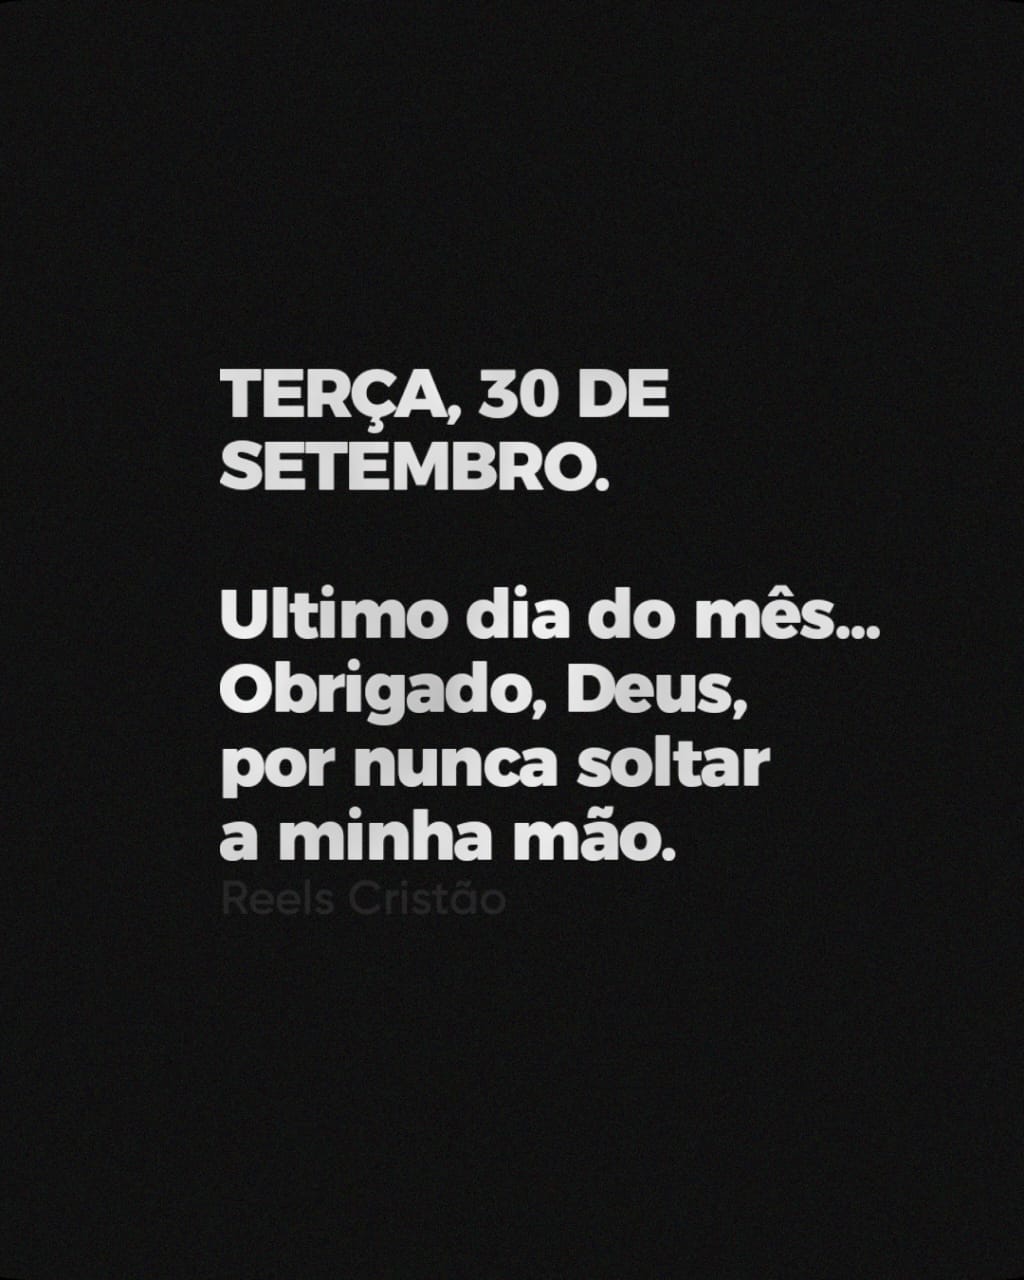 TERÇA, 30 DE
SETEMBRO.
Ultimo dia do mês...
Obrigado, Deus,
por nunca soltar
a minha mão.
Reels Cristão